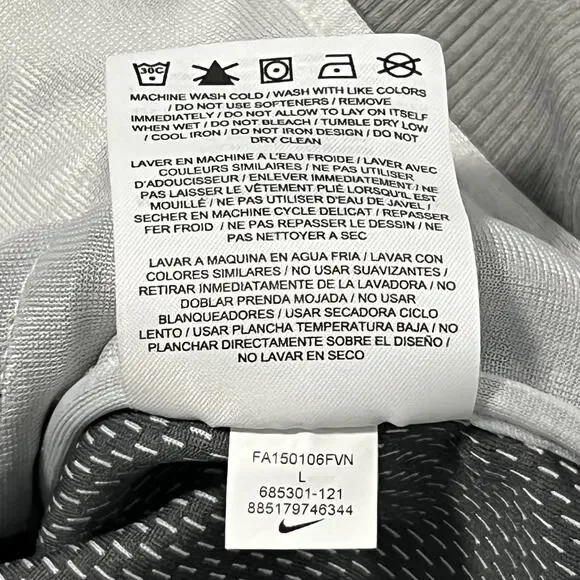 30C
MACHINE WASH COLD / WASH WITH LIKE COLORS
/ DO NOT USE SOFTENERS / REMOVE
IMMEDIATELY / DO NOT ALLOW TO LAY ON ITSELF
WHEN WET / DO NOT BLEACH / TUMBLE DRY LOW
/ COOL IRON / DO NOT IRON DESIGN / DO NOT
DRY CLEAN
LAVER EN MACHINE A L'EAU FROIDE / LAVER AVEC
COULEURS SIMILAIRES / NE PAS UTILISER
D'ADOUCISSEUR / ENLEVER IMMEDIATEMENT / NE
PAS LAISSER LE VÊTEMENT PLIÉ LORSQU'IL EST
MOUILLÉ / NE PAS UTILISER D'EAU DE JAVEL /
SECHER EN MACHINE CYCLE DELICAT / REPASSER
FER FROID / NE PAS REPASSER LE DESSIN / NE
PAS NETTOYER A SEC
LAVAR A MAQUINA EN AGUA FRIA / LAVAR CON
COLORES SIMILARES / NO USAR SUAVIZANTES /
RETIRAR INMEDIATAMENTE DE LA LAVADORA / NO
DOBLAR PRENDA MOJADA / NO USAR
BLANQUEADORES / USAR SECADORA CICLO
LENTO / USAR PLANCHA TEMPERATURA BAJA / NO
PLANCHAR DIRECTAMENTE SOBRE EL DISEÑO /
NO LAVAR EN SECO
FA150106FVN
L
685301-121
885179746344